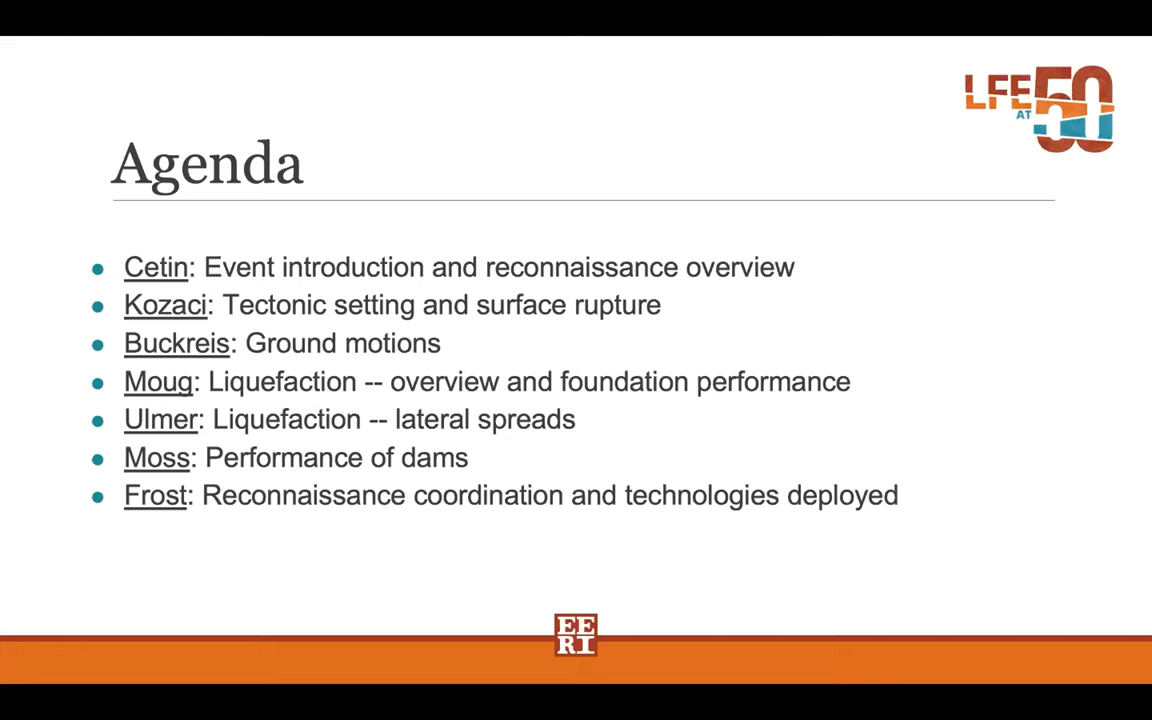 LFE
AT
50
Agenda
Cetin: Event introduction and reconnaissance overview
Kozaci: Tectonic setting and surface rupture
Buckreis: Ground motions
Moug: Liquefaction -- overview and foundation performance
Ulmer: Liquefaction -- lateral spreads
Moss: Performance of dams
Frost: Reconnaissance coordination and technologies deployed
EE
RI